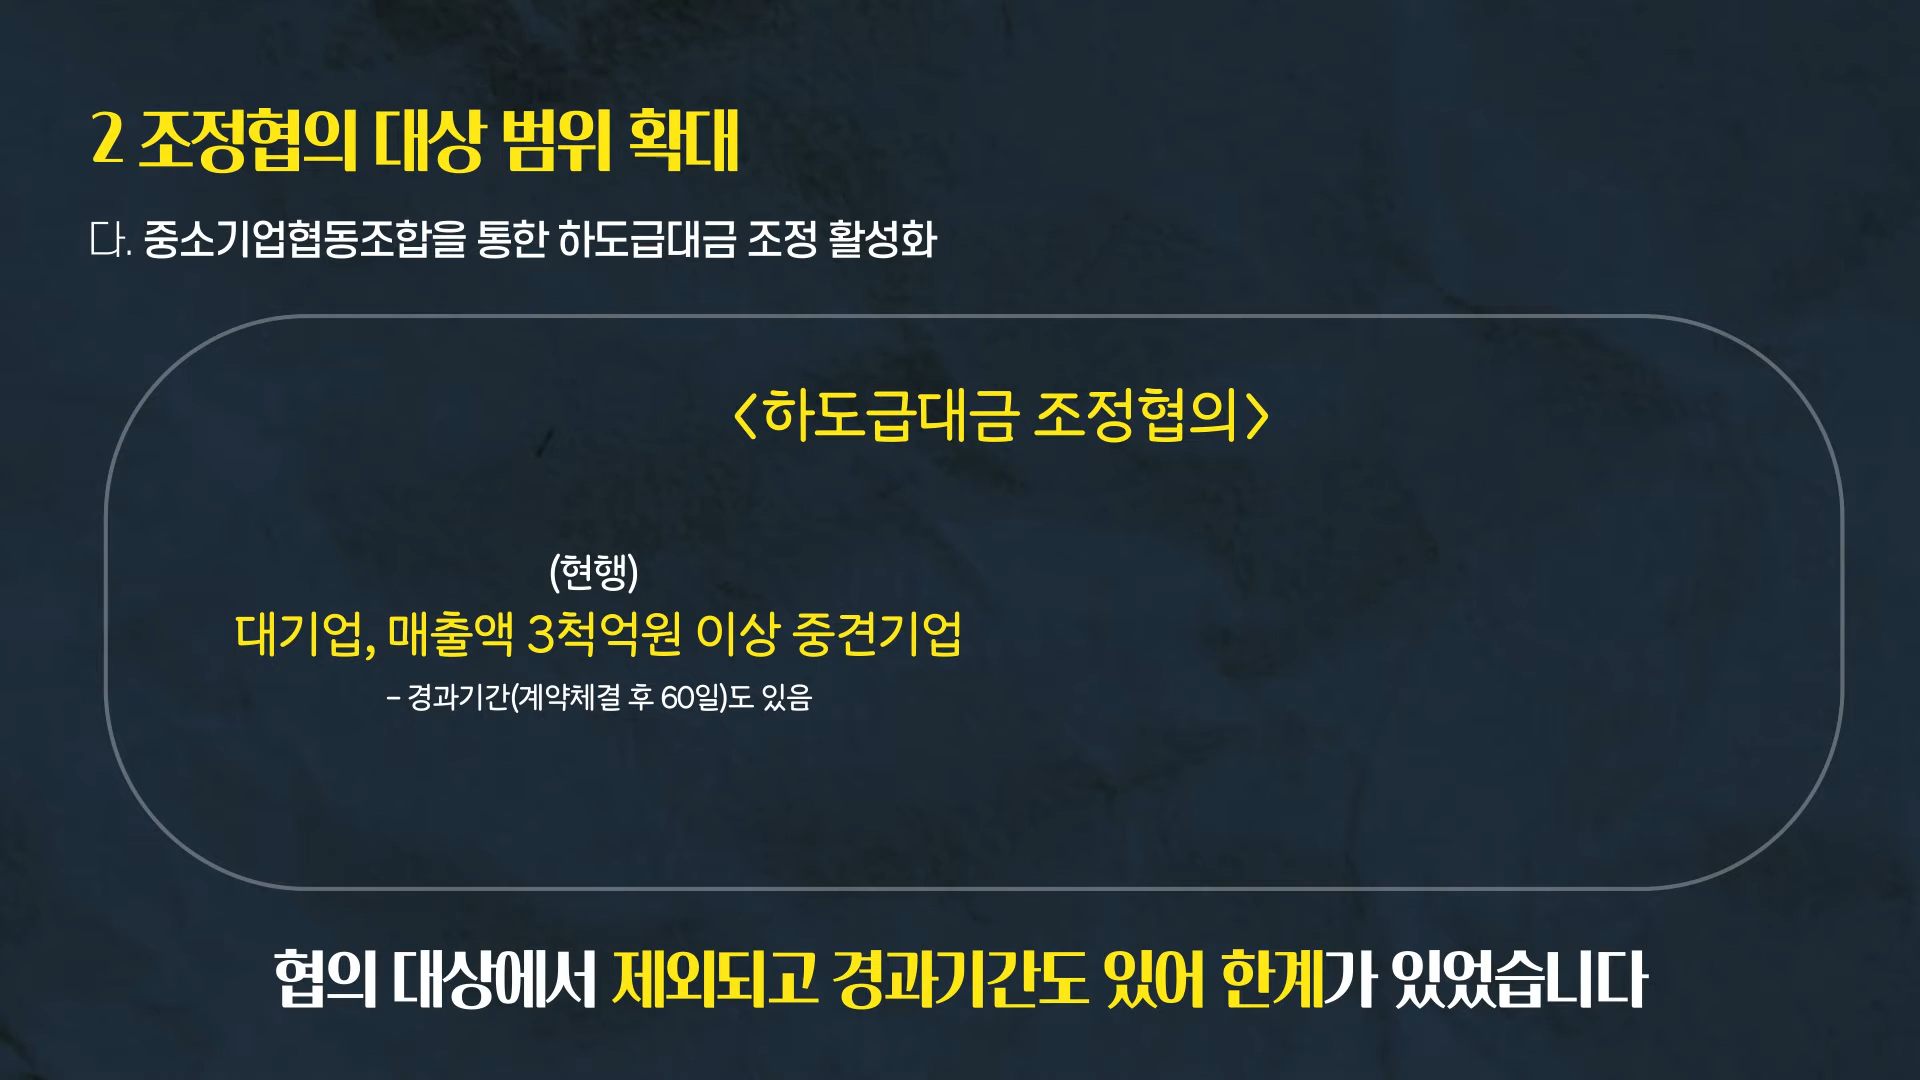 2 조정협의 대상 범위 확대
다. 중소기업협동조합을 통한 하도급대금 조정 활성화
<하도급대금 조정협의>
(현행)
대기업, 매출액 3척억원 이상 중견기업
- 경과기간(계약체결 후 60일)도 있음
협의 대상에서 제외되고 경과기간도 있어 한계가 있었습니다